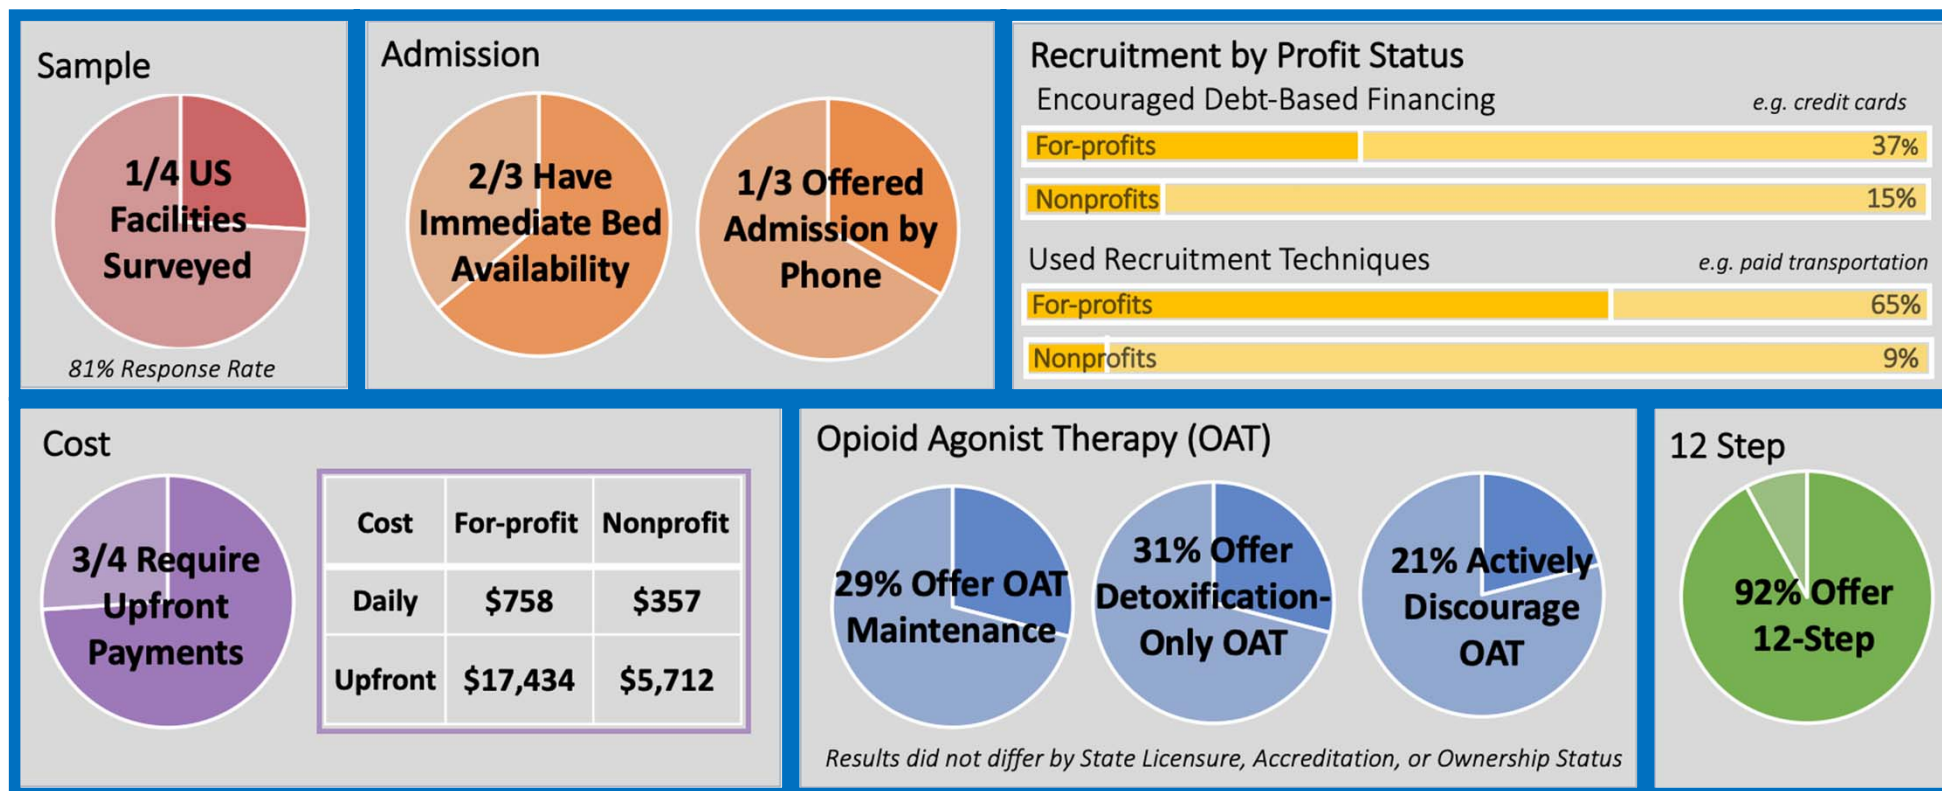 Sample
1/4 US
Facilities
Surveyed
81% Response Rate
Admission
2/3 Have
Immediate Bed
Availability
1/3 Offered
Admission by
Phone
Recruitment by Profit Status
Encouraged Debt-Based Financing e.g. credit cards
For-profits 37%
Nonprofits 15%
Used Recruitment Techniques e.g. paid transportation
For-profits 65%
Nonprofits 9%
Cost
3/4 Require
Upfront
Payments
Cost For-profit Nonprofit
Daily $758 $357
Upfront $17,434 $5,712
Opioid Agonist Therapy (OAT)
29% Offer OAT
Maintenance
31% Offer
Detoxification-
Only OAT
21% Actively
Discourage
OAT
Results did not differ by State Licensure, Accreditation, or Ownership Status
12 Step
92% Offer
12-Step